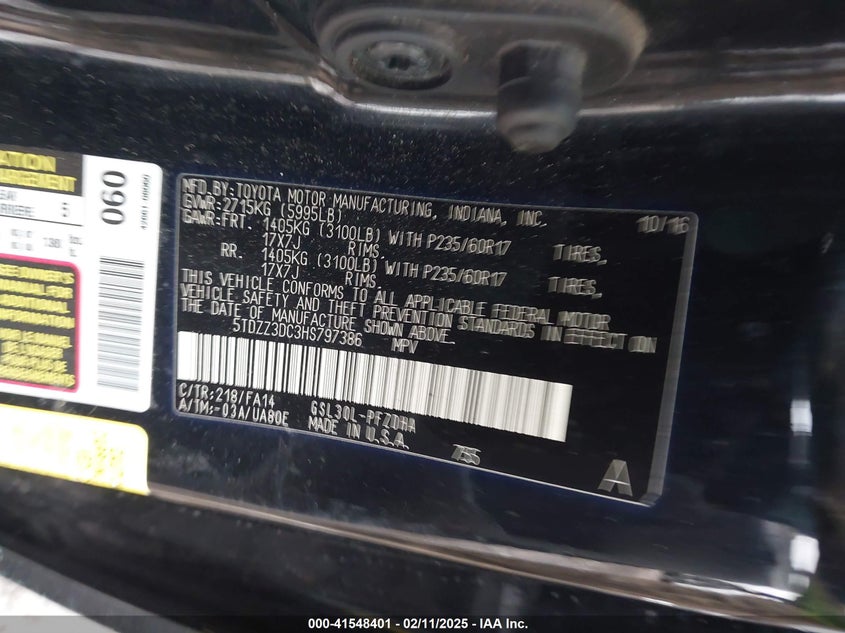 MFD.BY:TOYOTA MOTOR MANUFACTURING, INDIANA, INC. 10/16
GVWR:2715KG (5995LB)
GAWR:FRT. 1405KG (3100LB) WITH P235/60R17 TIRES,
17X7J RIMS,
RR. 1405KG (3100LB) WITH P235/60R17 TIRES,
17X7J RIMS.
THIS VEHICLE CONFORMS TO ALL APPLICABLE FEDERAL MOTOR
VEHICLE SAFETY AND THEFT PREVENTION STANDARDS IN EFFECT ON
THE DATE OF MANUFACTURE SHOWN ABOVE.
5TDZZ3DC3HS797386 MPV
C/TR:218/FA14 GSL30L-PFZDHA
A/TM:-03A/UA80E MADE IN U.S.A.
755
A
060
5
000-41548401 — 02/11/2025 — IAA Inc.